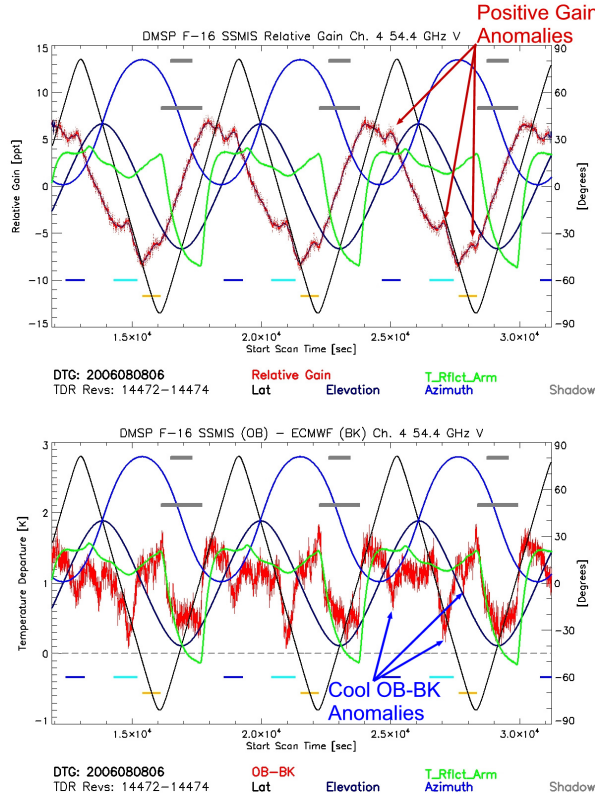 Positive Gain
Anomalies
DMSP F-16 SSMIS Relative Gain Ch. 4 54.4 GHz V
15
10
5
0
-5
-10
-15
Relative Gain [ppt]
90
60
30
0
-30
-60
-90
[Degrees]
1.5×10⁴
2.0×10⁴
2.5×10⁴
3.0×10⁴
Start Scan Time [sec]
DTG: 2006080806 Relative Gain T_Rflct_Arm
TDR Revs: 14472-14474 Lat Elevation Azimuth Shadow
DMSP F-16 SSMIS (OB) - ECMWF (BK) Ch. 4 54.4 GHz V
3
2
1
0
-1
Temperature Departure [K]
90
60
30
0
-30
-60
-90
[Degrees]
Cool OB-BK
Anomalies
1.5×10⁴
2.0×10⁴
2.5×10⁴
3.0×10⁴
Start Scan Time [sec]
DTG: 2006080806 OB-BK T_Rflct_Arm
TDR Revs: 14472-14474 Lat Elevation Azimuth Shadow